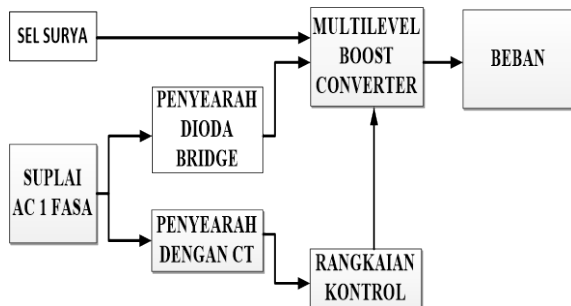 SEL SURYA
MULTILEVEL
BOOST
CONVERTER
BEBAN
PENYEARAH
DIODA
BRIDGE
SUPLAI
AC 1 FASA
PENYEARAH
DENGAN CT
RANGKAIAN
KONTROL